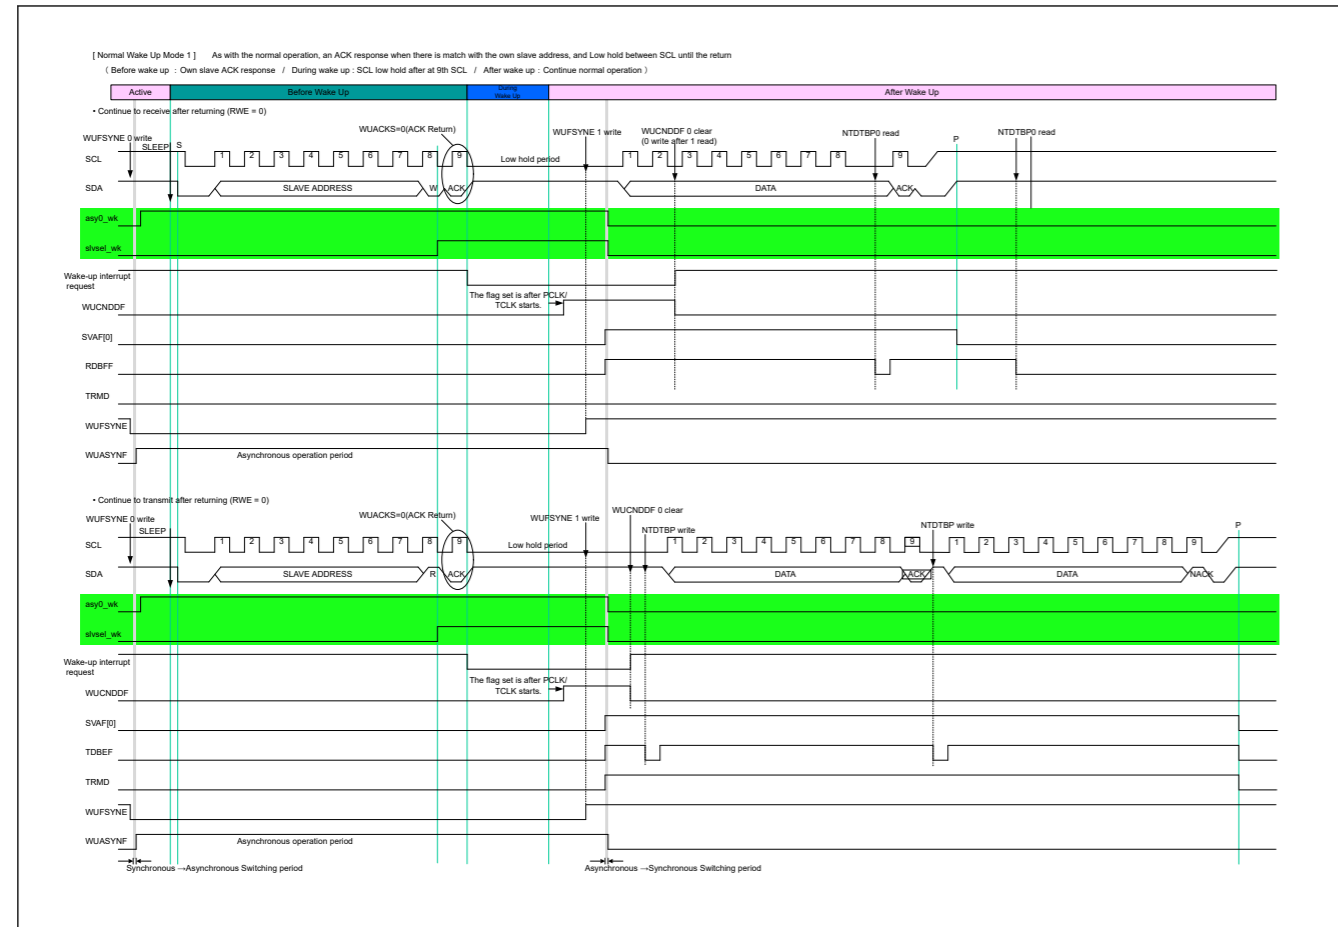 [ Normal Wake Up Mode 1 ] As with the normal operation, an ACK response when there is match with the own slave address, and Low hold between SCL until the return
( Before wake up : Own slave ACK response / During wake up : SCL low hold after at 9th SCL / After wake up : Continue normal operation )
Active Before Wake Up During Wake Up After Wake Up
• Continue to receive after returning (RWE = 0)
WUFSYNE 0 write
SLEEP S
WUACKS=0(ACK Return)
WUFSYNE 1 write
WUCNDDF 0 clear
(0 write after 1 read)
NTDTBP0 read
P
NTDTBP0 read
SCL 1 2 3 4 5 6 7 8 9 Low hold period 1 2 3 4 5 6 7 8 9
SDA SLAVE ADDRESS W ACK DATA ACK
asy0_wk
slvsel_wk
Wake-up interrupt
request
The flag set is after PCLK/
TCLK starts.
WUCNDDF
SVAF[0]
RDBFF
TRMD
WUFSYNE
WUASYNF Asynchronous operation period
• Continue to transmit after returning (RWE = 0)
WUFSYNE 0 write
SLEEP
WUACKS=0(ACK Return)
WUFSYNE 1 write
WUCNDDF 0 clear
NTDTBP write
NTDTBP write
P
SCL 1 2 3 4 5 6 7 8 9 Low hold period 1 2 3 4 5 6 7 8 9 1 2 3 4 5 6 7 8 9
SDA SLAVE ADDRESS R ACK DATA ACK DATA NACK
asy0_wk
slvsel_wk
Wake-up interrupt
request
The flag set is after PCLK/
TCLK starts.
WUCNDDF
SVAF[0]
TDBEF
TRMD
WUFSYNE
WUASYNF Asynchronous operation period
Synchronous →Asynchronous Switching period
Asynchronous →Synchronous Switching period